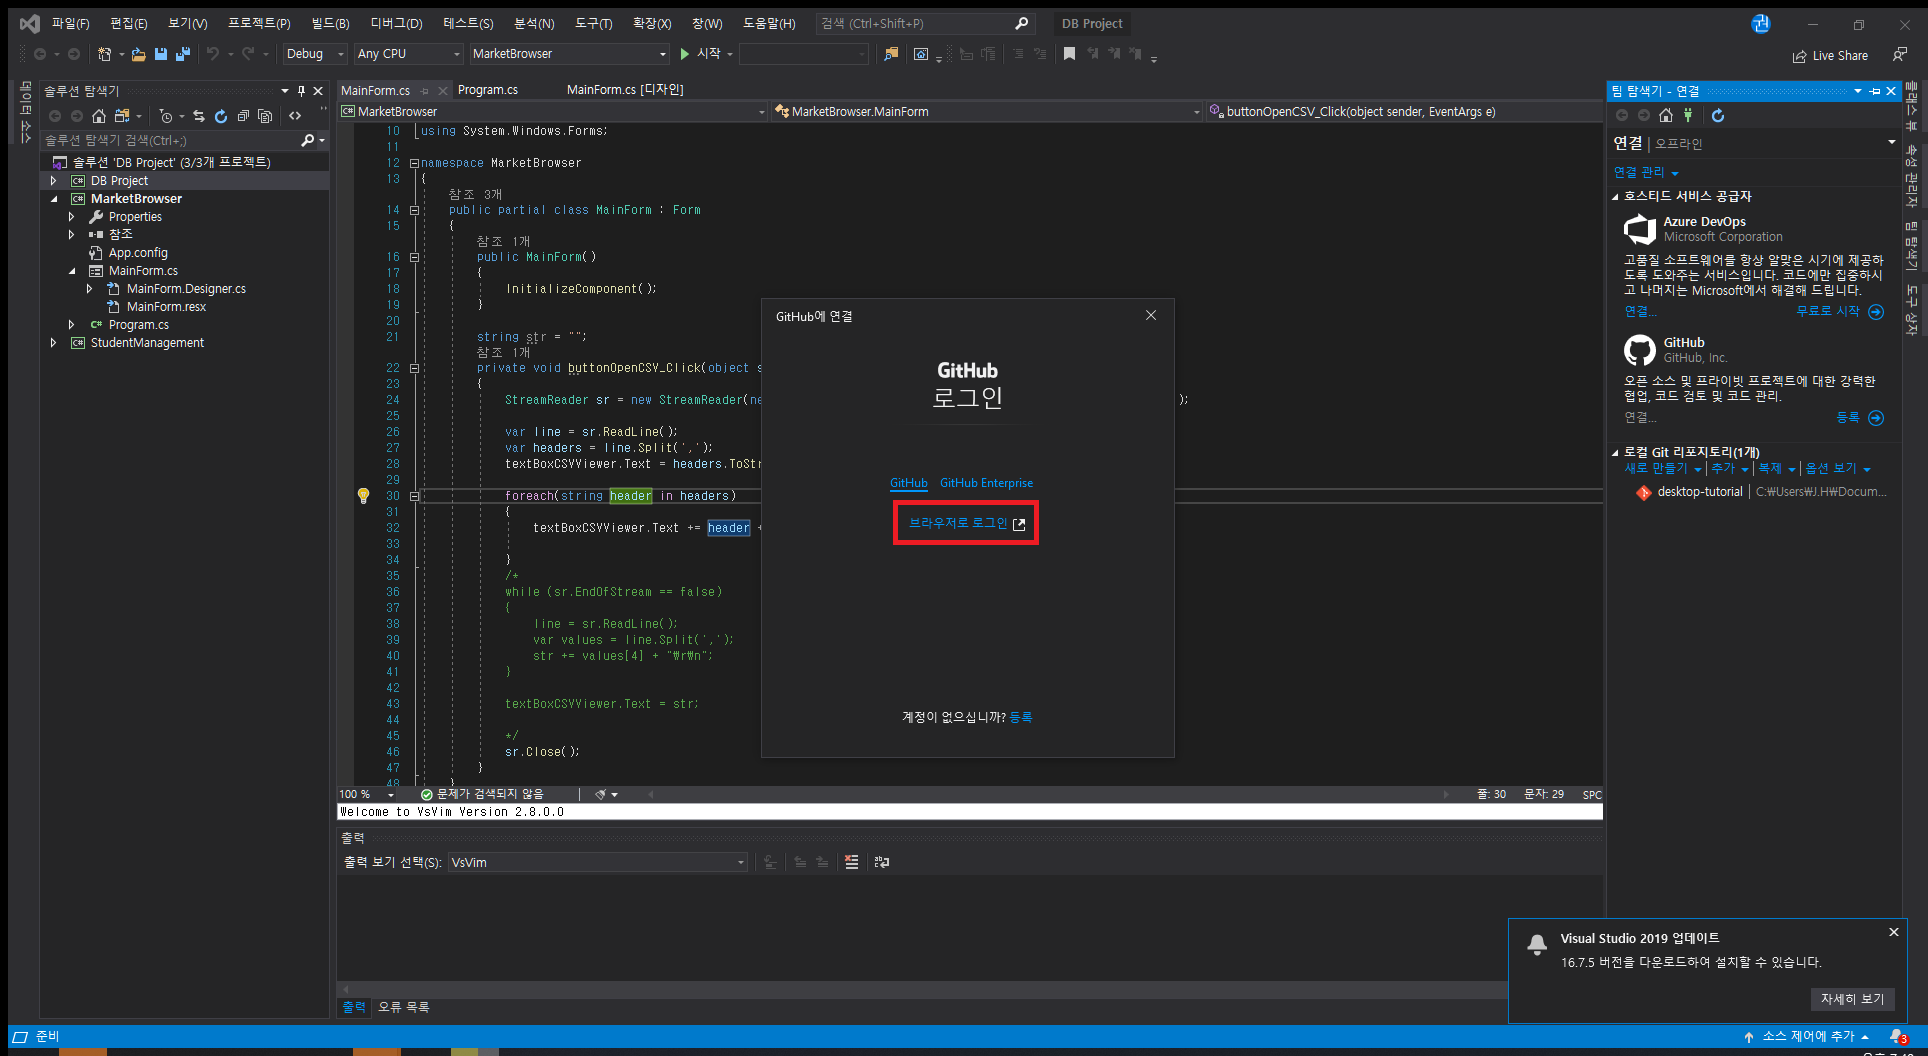 파일(F) 편집(E) 보기(V) 프로젝트(P) 빌드(B) 디버그(D) 테스트(S) 분석(N) 도구(T) 확장(X) 창(W) 도움말(H) 검색 (Ctrl+Shift+P) DB Project 권
Debug Any CPU MarketBrowser 시작 Live Share
데이터 소스
솔루션 탐색기
솔루션 탐색기 검색(Ctrl+;)
솔루션 'DB Project' (3/3개 프로젝트)
DB Project
MarketBrowser
Properties
참조
App.config
MainForm.cs
MainForm.Designer.cs
MainForm.resx
Program.cs
StudentManagement
MainForm.cs Program.cs MainForm.cs [디자인]
MarketBrowser MarketBrowser.MainForm buttonOpenCSV_Click(object sender, EventArgs e)
10 using System.Windows.Forms;
11
12 namespace MarketBrowser
13 {
참조 3개
14 public partial class MainForm : Form
15 {
참조 1개
16 public MainForm()
17 {
18 InitializeComponent();
19 }
20
21 string str = "";
참조 1개
22 private void buttonOpenCSV_Click(object s
23 {
24 StreamReader sr = new StreamReader(ne );
25
26 var line = sr.ReadLine();
27 var headers = line.Split(',');
28 textBoxCSVViewer.Text = headers.ToStr
29
30 foreach(string header in headers)
31 {
32 textBoxCSVViewer.Text += header +
33
34 }
35 /*
36 while (sr.EndOfStream == false)
37 {
38 line = sr.ReadLine();
39 var values = line.Split(',');
40 str += values[4] + "₩r₩n";
41 }
42
43 textBoxCSVViewer.Text = str;
44
45 */
46 sr.Close();
47 }
48 }
100 % 문제가 검색되지 않음 줄: 30 문자: 29 SPC
Welcome to VsVim Version 2.8.0.0
출력
출력 보기 선택(S): VsVim
출력 오류 목록
GitHub에 연결
GitHub
로그인
GitHub GitHub Enterprise
브라우저로 로그인
계정이 없으십니까? 등록
팀 탐색기 - 연결
연결 | 오프라인
연결 관리
호스티드 서비스 공급자
Azure DevOps
Microsoft Corporation
고품질 소프트웨어를 항상 알맞은 시기에 제공하
도록 도와주는 서비스입니다. 코드에만 집중하시
고 나머지는 Microsoft에서 해결해 드립니다.
연결... 무료로 시작
GitHub
GitHub, Inc.
오픈 소스 및 프라이빗 프로젝트에 대한 강력한
협업, 코드 검토 및 코드 관리.
연결... 등록
로컬 Git 리포지토리(1개)
새로 만들기 | 추가 | 복제 | 옵션 보기
desktop-tutorial | C:₩Users₩J.H₩Docum...
클래스 뷰
속성 관리자
팀 탐색기
도구 상자
Visual Studio 2019 업데이트
16.7.5 버전을 다운로드하여 설치할 수 있습니다.
자세히 보기
준비 소스 제어에 추가 3